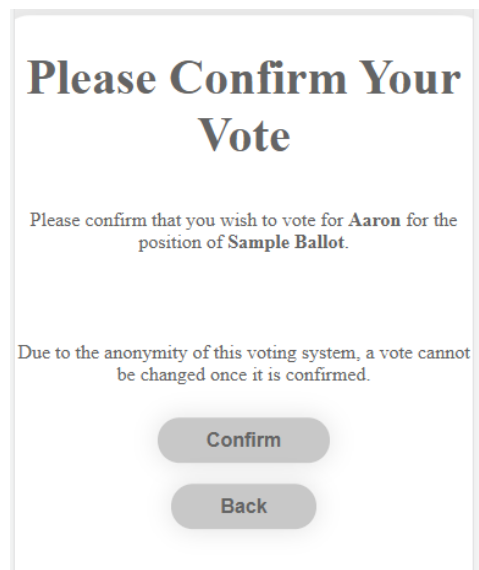 Please Confirm Your
Vote
Please confirm that you wish to vote for Aaron for the
position of Sample Ballot.
Due to the anonymity of this voting system, a vote cannot
be changed once it is confirmed.
Confirm
Back